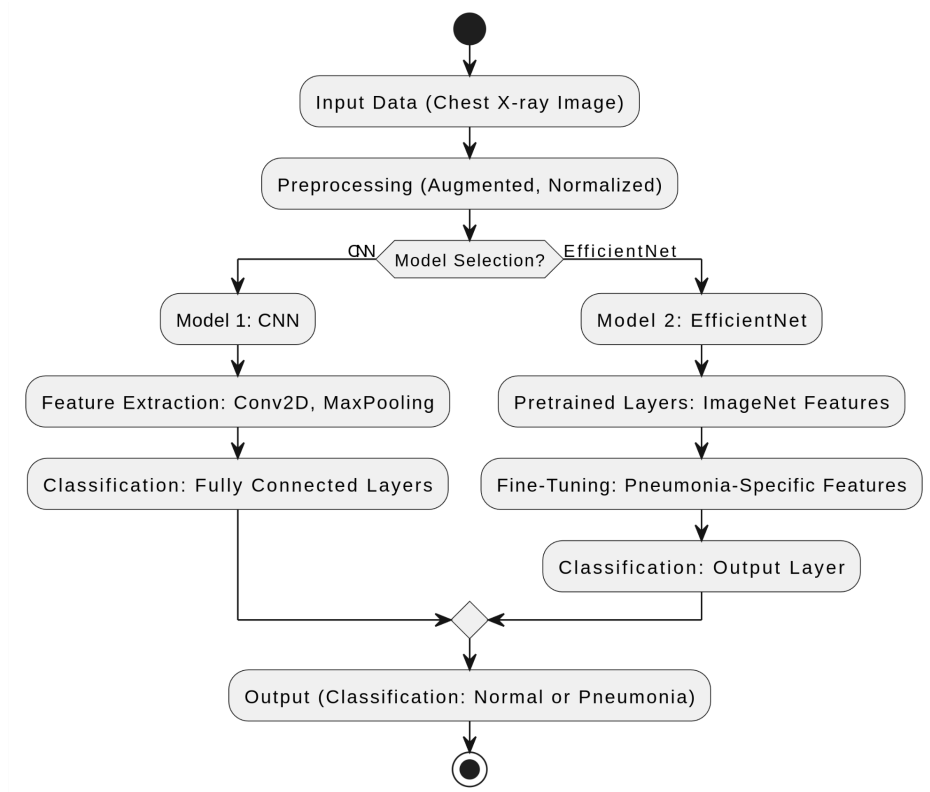 Input Data (Chest X-ray Image)
Preprocessing (Augmented, Normalized)
CNN
Model Selection?
EfficientNet
Model 1: CNN
Model 2: EfficientNet
Feature Extraction: Conv2D, MaxPooling
Pretrained Layers: ImageNet Features
Classification: Fully Connected Layers
Fine-Tuning: Pneumonia-Specific Features
Classification: Output Layer
Output (Classification: Normal or Pneumonia)